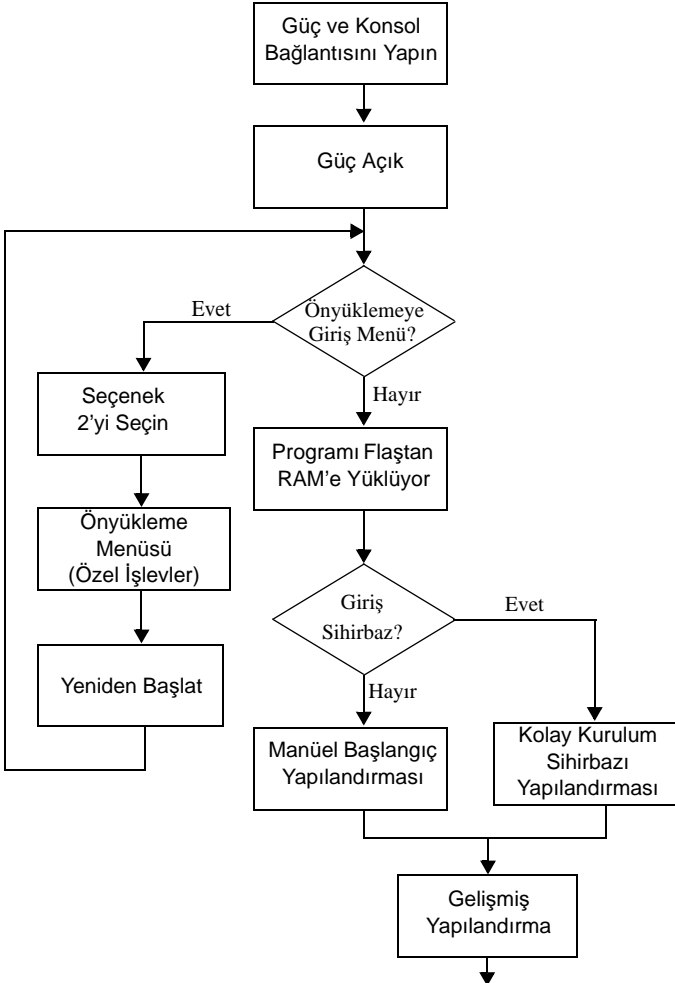 Güç ve Konsol
Bağlantısını Yapın
Güç Açık
Önyüklemeye
Giriş Menü?
Evet
Hayır
Seçenek
2'yi Seçin
Programı Flaştan
RAM'e Yüklüyor
Önyükleme
Menüsü
(Özel İşlevler)
Giriş
Sihirbaz?
Evet
Hayır
Yeniden Başlat
Manüel Başlangıç
Yapılandırması
Kolay Kurulum
Sihirbazı
Yapılandırması
Gelişmiş
Yapılandırma